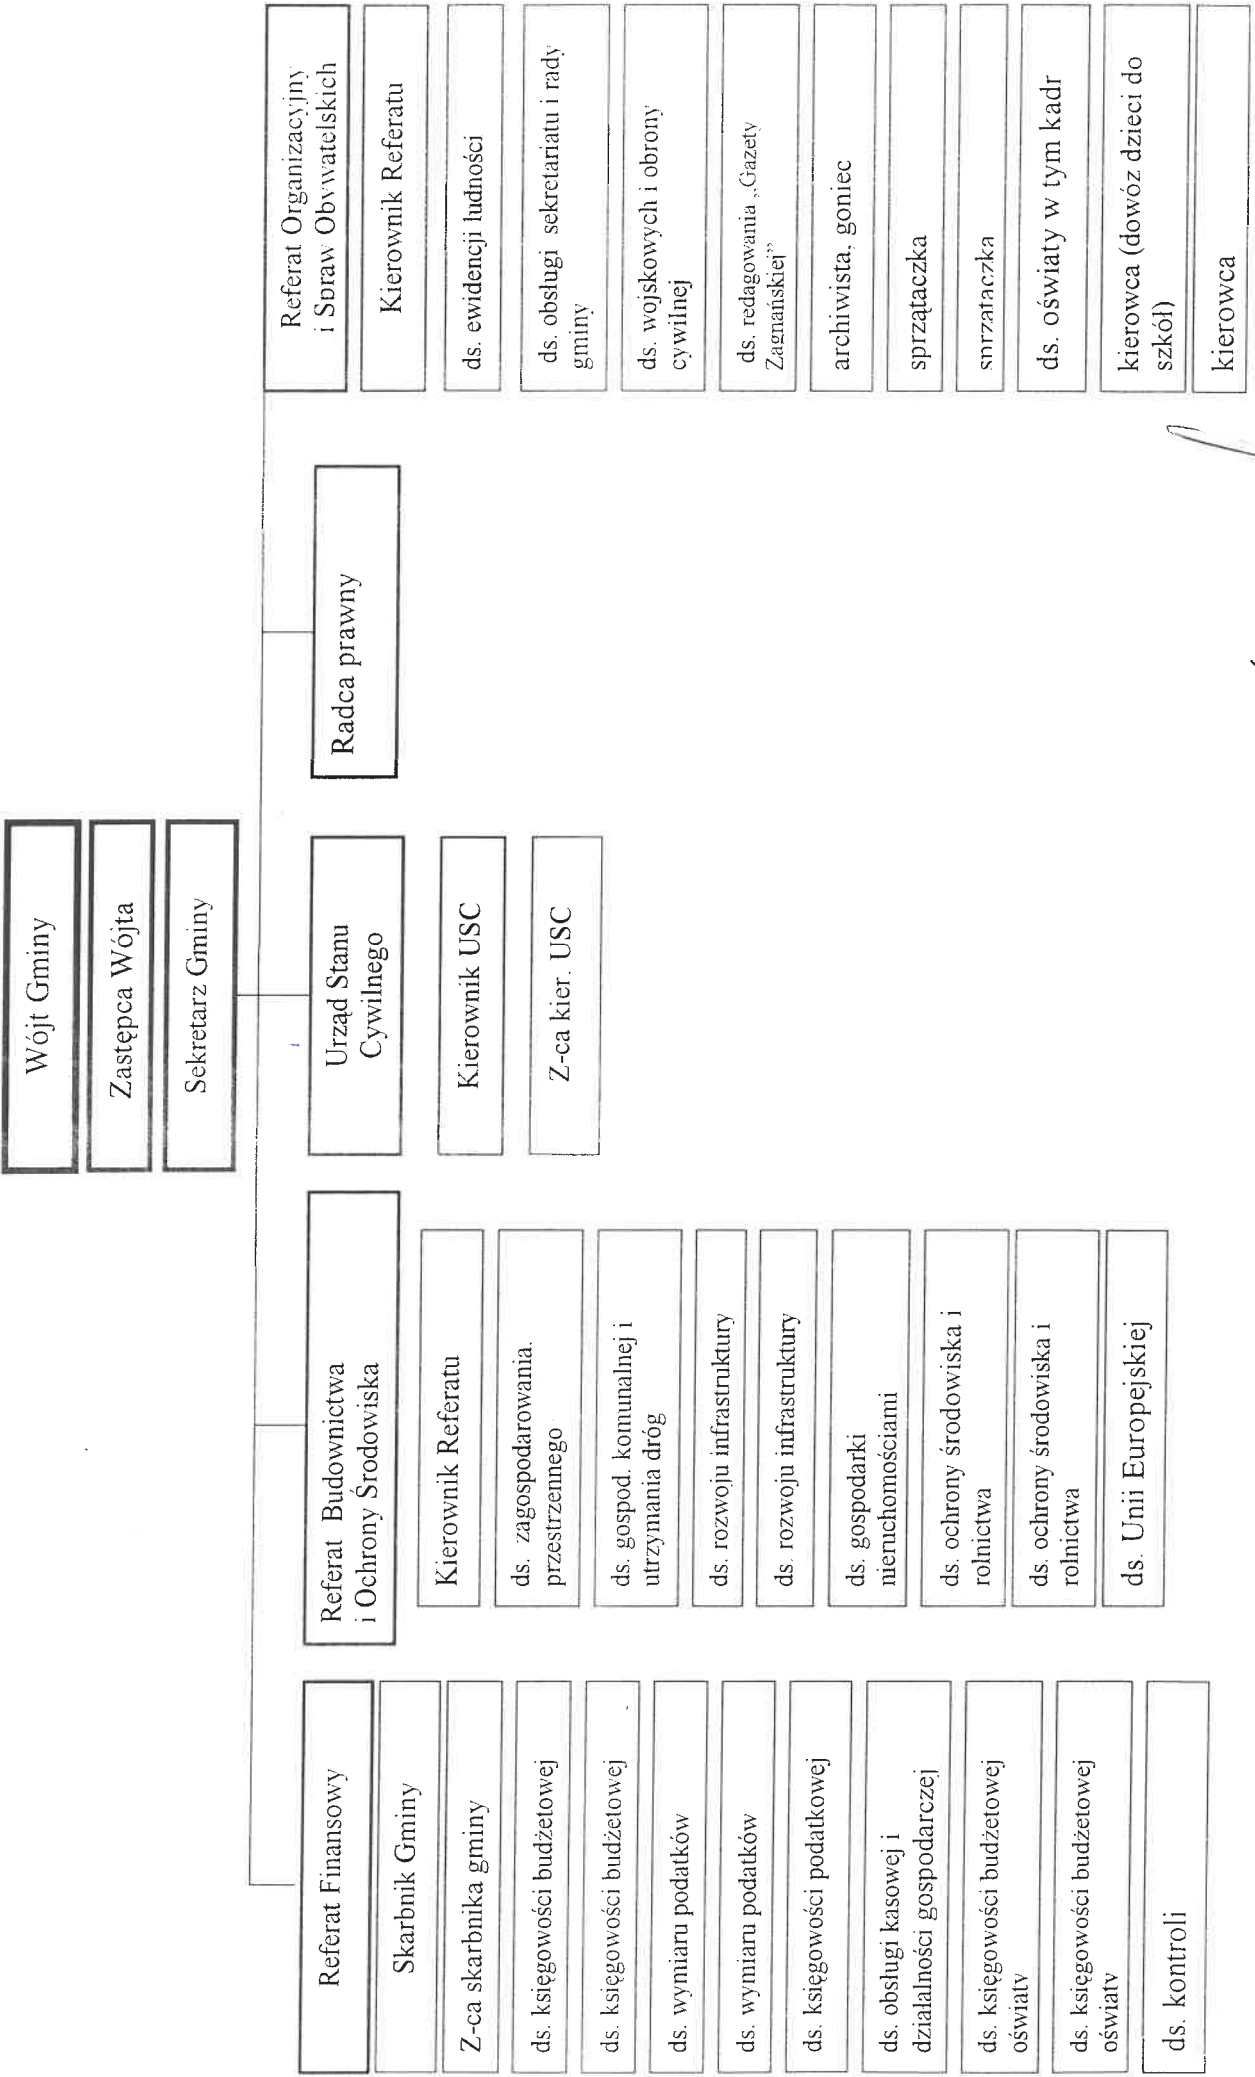 Wójt Gminy
Zastępca Wójta
Sekretarz Gminy
Referat Finansowy
Skarbnik Gminy
Z-ca skarbnika gminy
ds. księgowości budżetowej
ds. księgowości budżetowej
ds. wymiaru podatków
ds. wymiaru podatków
ds. księgowości podatkowej
ds. obsługi kasowej i
działalności gospodarczej
ds. księgowości budżetowej
oświaty
ds. księgowości budżetowej
oświaty
ds. kontroli
Referat Budownictwa
i Ochrony Środowiska
Kierownik Referatu
ds. zagospodarowania.
przestrzennego
ds. gospod. komunalnej i
utrzymania dróg
ds. rozwoju infrastruktury
ds. rozwoju infrastruktury
ds. gospodarki
nieruchomościami
ds. ochrony środowiska i
rolnictwa
ds. ochrony środowiska i
rolnictwa
ds. Unii Europejskiej
Urząd Stanu
Cywilnego
Kierownik USC
Z-ca kier. USC
Radca prawny
Referat Organizacyjny
i Spraw Obywatelskich
Kierownik Referatu
ds. ewidencji ludności
ds. obsługi sekretariatu i rady
gminy
ds. wojskowych i obrony
cywilnej
ds. redagowania „Gazety
Zagnańskiej”
archiwista, goniec
sprzątaczka
sprzątaczka
ds. oświaty w tym kadr
kierowca (dowóz dzieci do
szkół)
kierowca